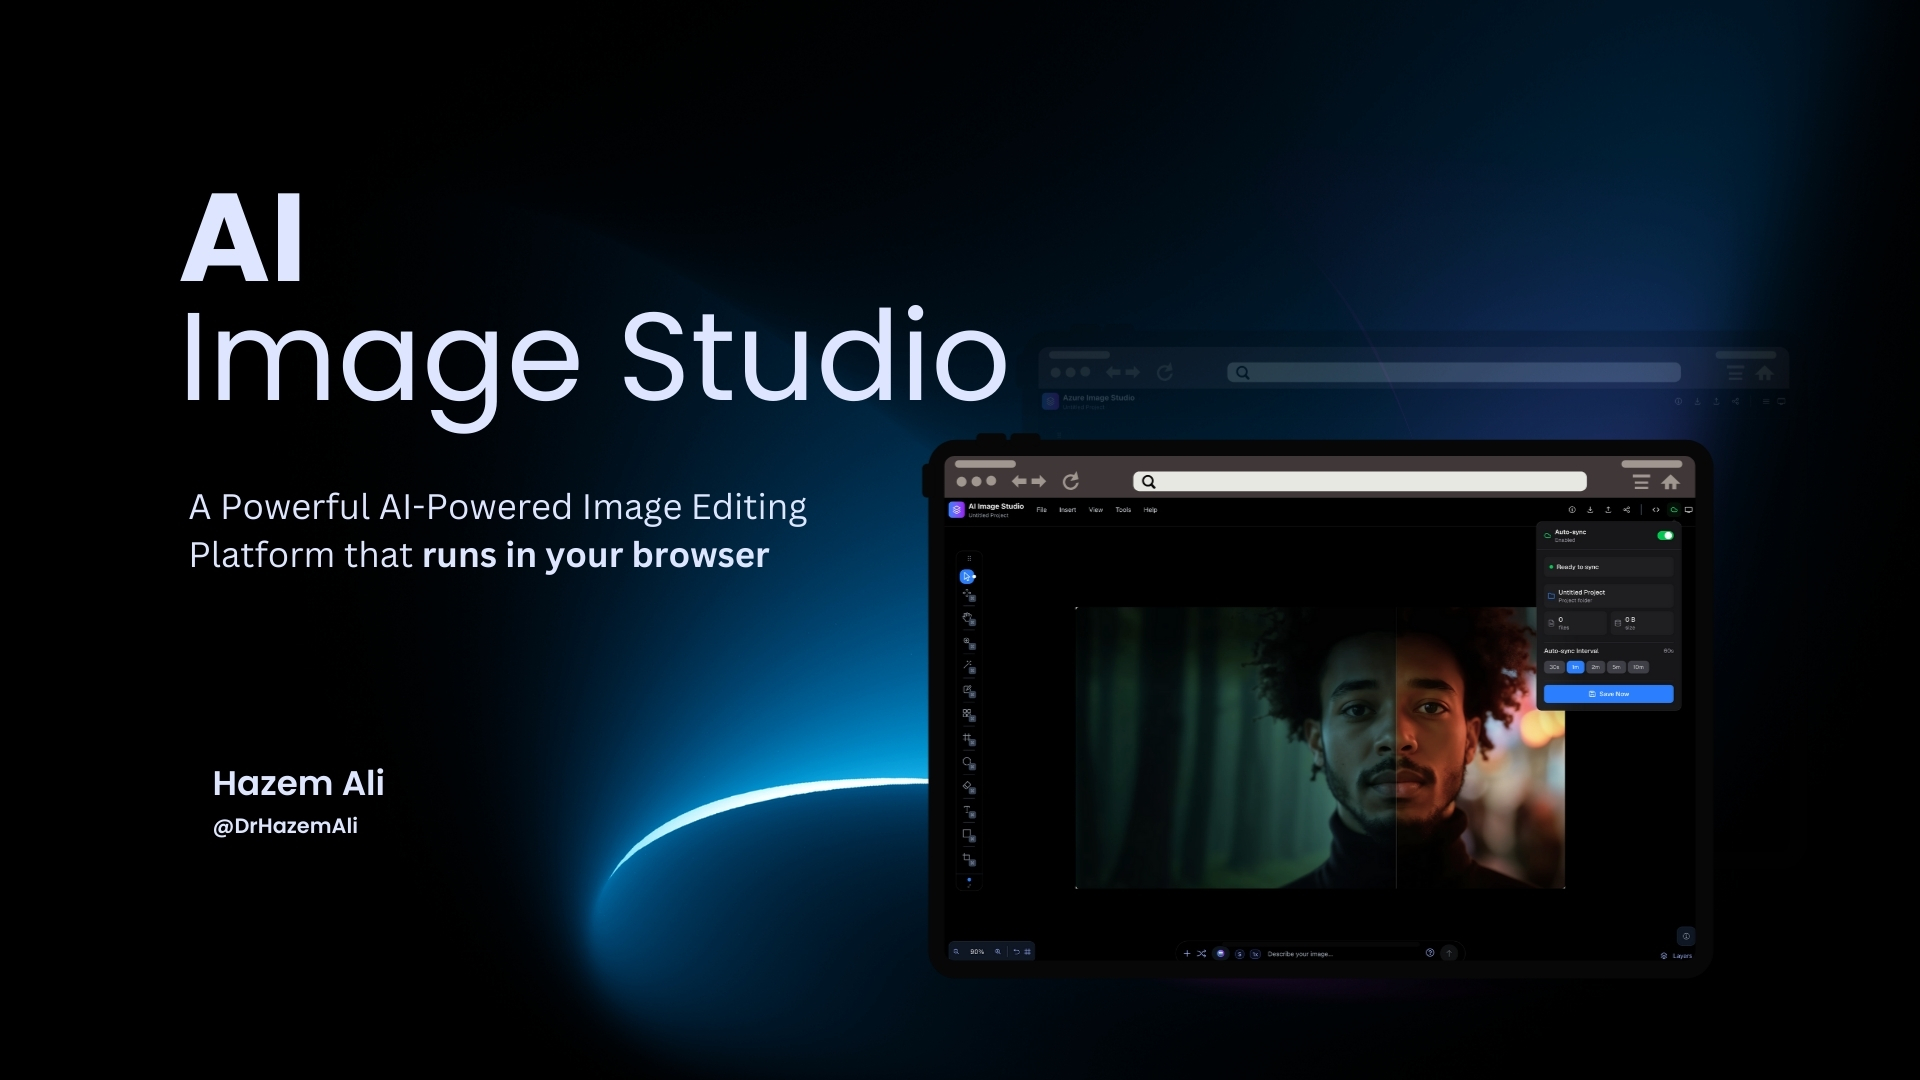 AI
Image Studio
A Powerful AI-Powered Image Editing
Platform that runs in your browser
Hazem Ali
@DrHazemAli
Azure Image Studio
Untitled Project
AI Image Studio
Untitled Project
File Insert View Tools Help
Auto-sync
Enabled
Ready to sync
Untitled Project
Project folder
0
files
0 B
size
Auto-sync Interval 60s
30s 1m 2m 5m 10m
Save Now
90%
S 1x Describe your image...
Layers